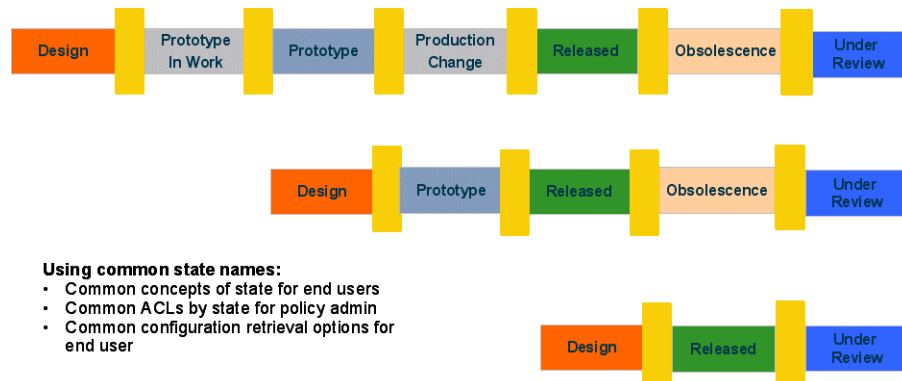 Design
Prototype
In Work
Prototype
Production
Change
Released
Obsolescence
Under
Review
Design
Prototype
Released
Obsolescence
Under
Review
Using common state names:
• Common concepts of state for end users
• Common ACLs by state for policy admin
• Common configuration retrieval options for
end user
Design
Released
Under
Review